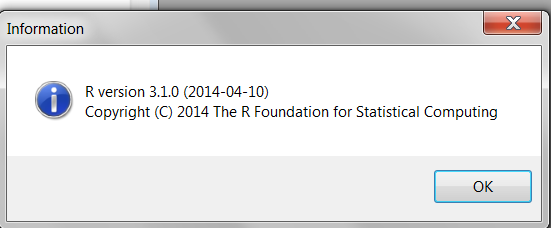 Information
R version 3.1.0 (2014-04-10)
Copyright (C) 2014 The R Foundation for Statistical Computing
OK